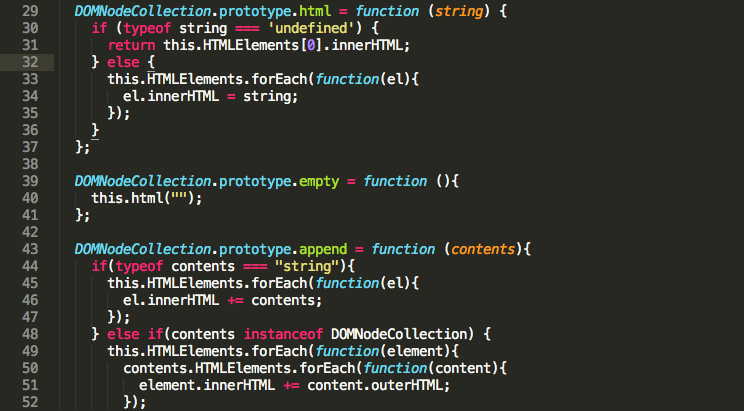 29 DOMNodeCollection.prototype.html = function (string) {
30   if (typeof string === 'undefined') {
31     return this.HTMLElements[0].innerHTML;
32   } else {
33     this.HTMLElements.forEach(function(el){
34       el.innerHTML = string;
35     });
36   }
37 };
38
39 DOMNodeCollection.prototype.empty = function (){
40   this.html("");
41 };
42
43 DOMNodeCollection.prototype.append = function (contents){
44   if(typeof contents === "string"){
45     this.HTMLElements.forEach(function(el){
46       el.innerHTML += contents;
47     });
48   } else if(contents instanceof DOMNodeCollection) {
49     this.HTMLElements.forEach(function(element){
50       contents.HTMLElements.forEach(function(content){
51         element.innerHTML += content.outerHTML;
52       });